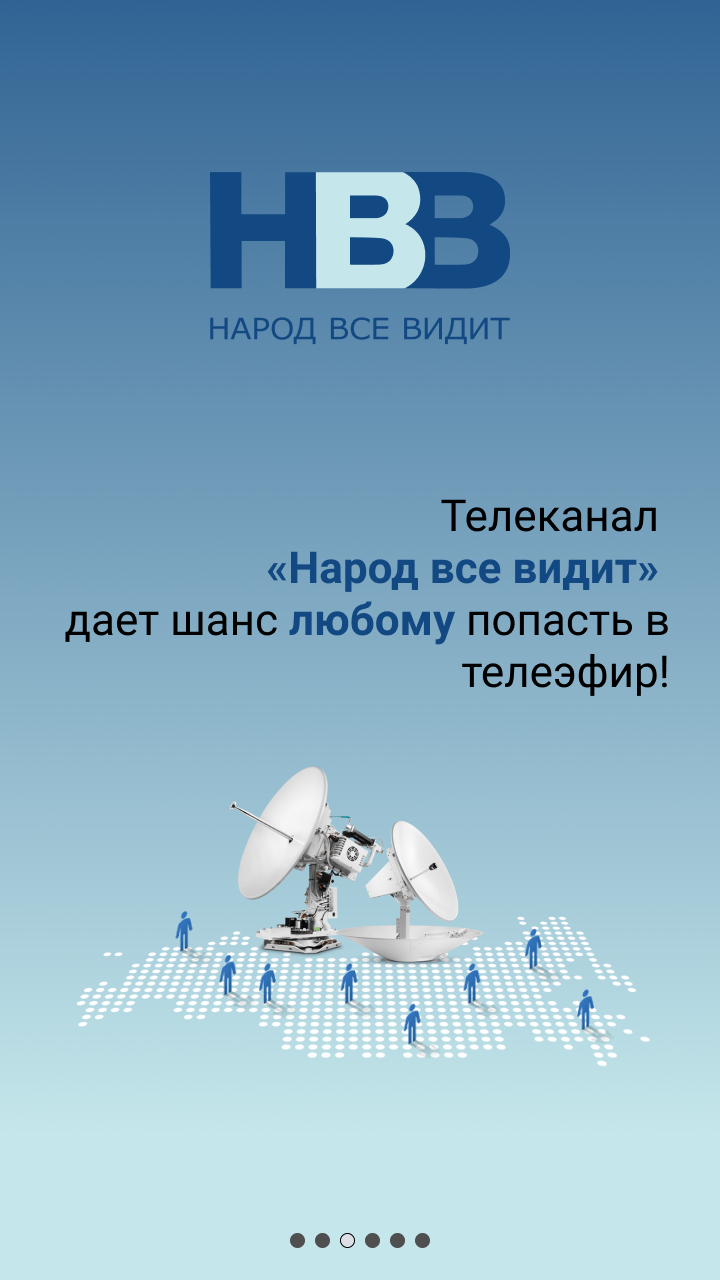 НВВ
НАРОД ВСЕ ВИДИТ
Телеканал
«Народ все видит»
дает шанс любому попасть в
телеэфир!